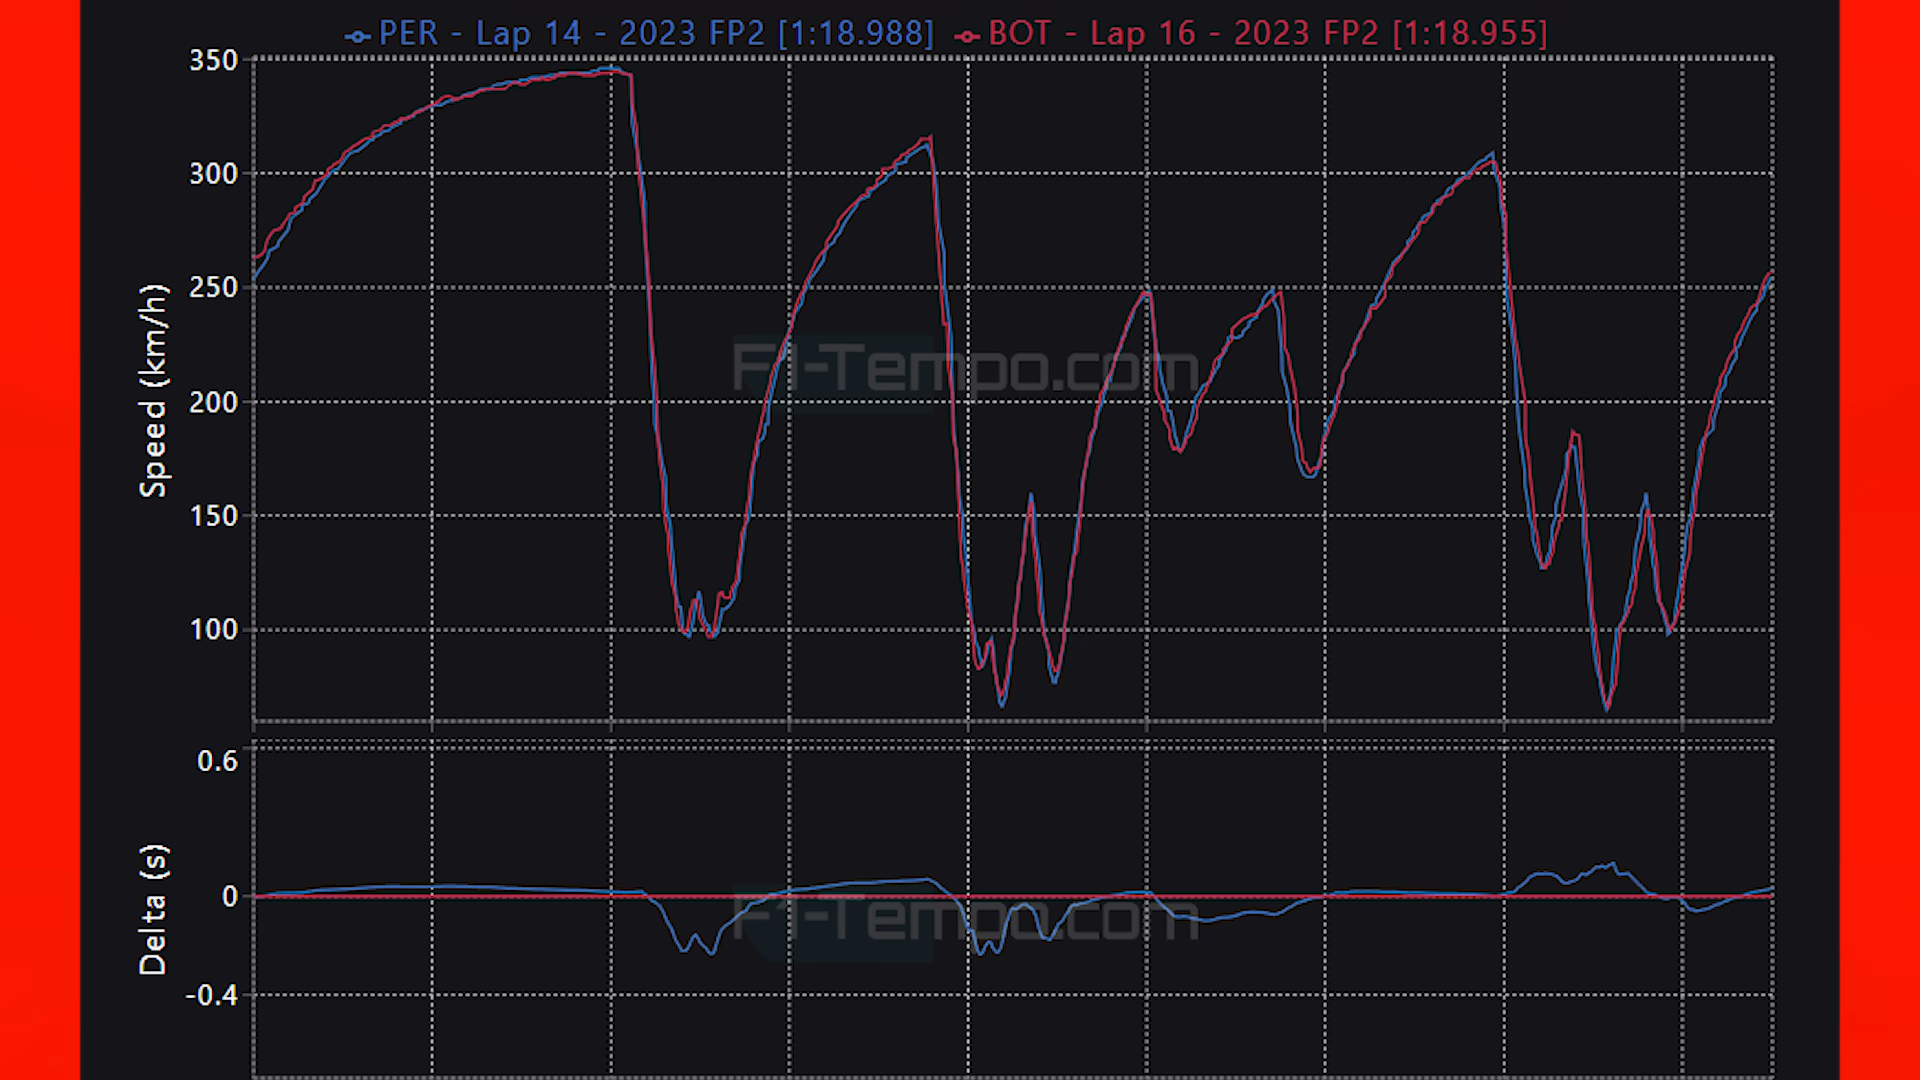 PER - Lap 14 - 2023 FP2 [1:18.988] BOT - Lap 16 - 2023 FP2 [1:18.955]
350
300
250
200
150
100
Speed (km/h)
F1-Tempo.com
0.6
0
-0.4
Delta (s)
F1-Tempo.com